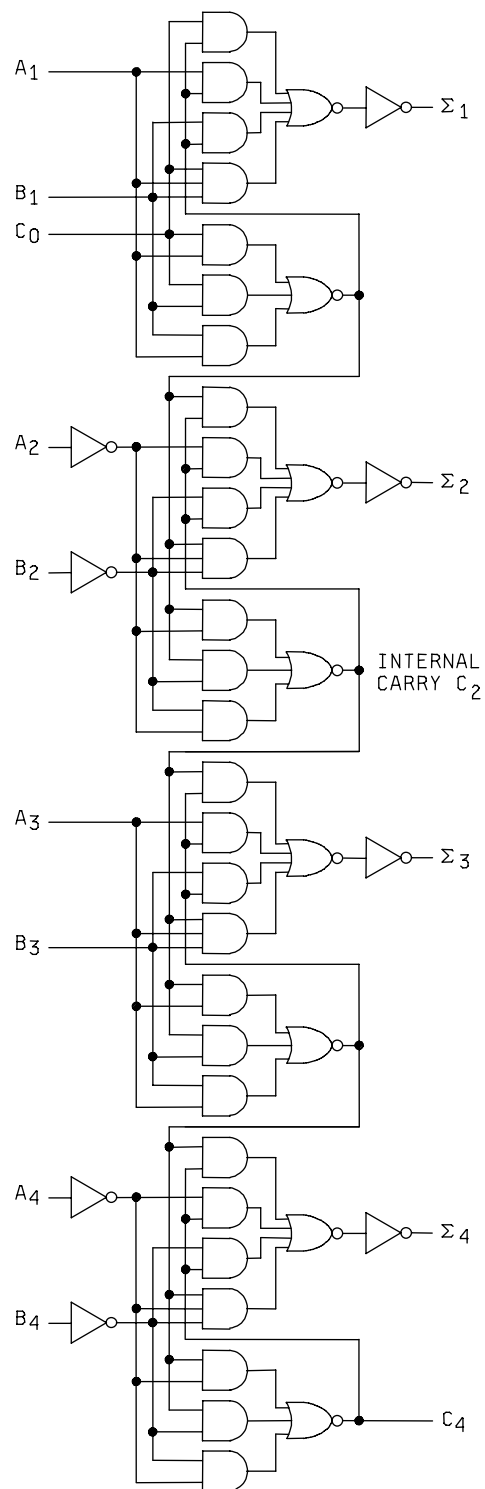 A1
Σ1
B1
C0
A2
Σ2
B2
INTERNAL
CARRY C2
A3
Σ3
B3
A4
Σ4
B4
C4